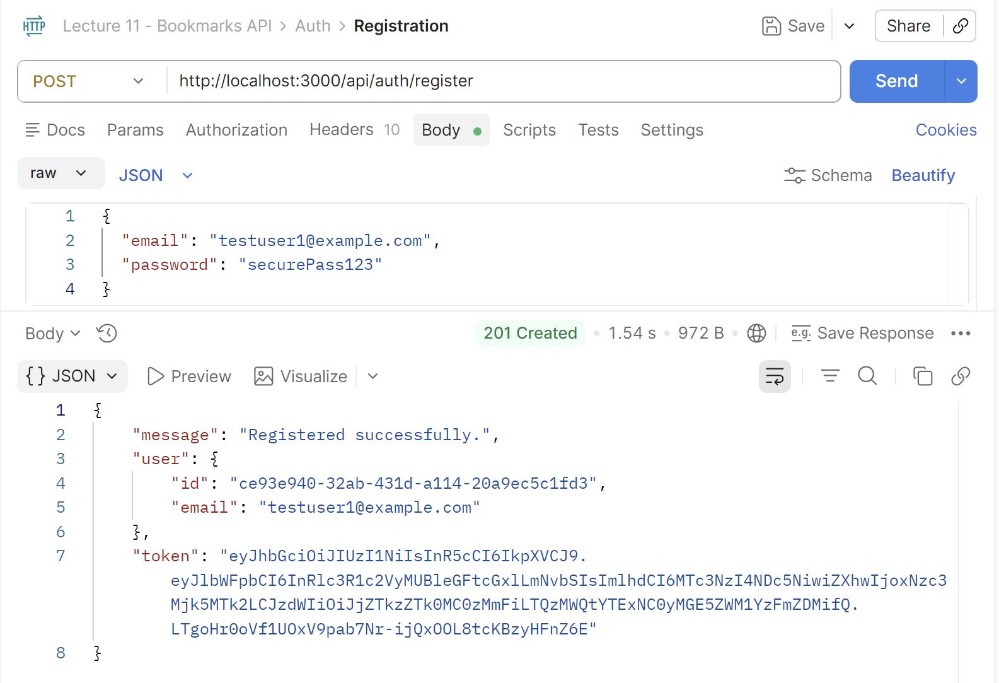 HTTP Lecture 11 - Bookmarks API > Auth > Registration Save Share
POST http://localhost:3000/api/auth/register Send
Docs Params Authorization Headers 10 Body Scripts Tests Settings Cookies
raw JSON Schema Beautify
1 {
2 "email": "testuser1@example.com",
3 "password": "securePass123"
4 }
Body 201 Created • 1.54 s • 972 B • e.g. Save Response •••
{} JSON Preview Visualize
1 {
2 "message": "Registered successfully.",
3 "user": {
4 "id": "ce93e940-32ab-431d-a114-20a9ec5c1fd3",
5 "email": "testuser1@example.com"
6 },
7 "token": "eyJhbGciOiJIUzI1NiIsInR5cCI6IkpXVCJ9.
eyJlbWFpbCI6InRlc3R1c2VyMUBleGFtcGxlLmNvbSIsImlhdCI6MTc3NzI4NDc5NiwiZXhwIjoxNzc3
Mjk5MTk2LCJzdWIiOiJjZTkzZTk0MC0zMmFiLTQzMWQtYTExNC0yMGE5ZWM1YzFmZDMifQ.
LTgoHr0oVf1UOxV9pab7Nr-ijQxOOL8tcKBzyHFnZ6E"
8 }